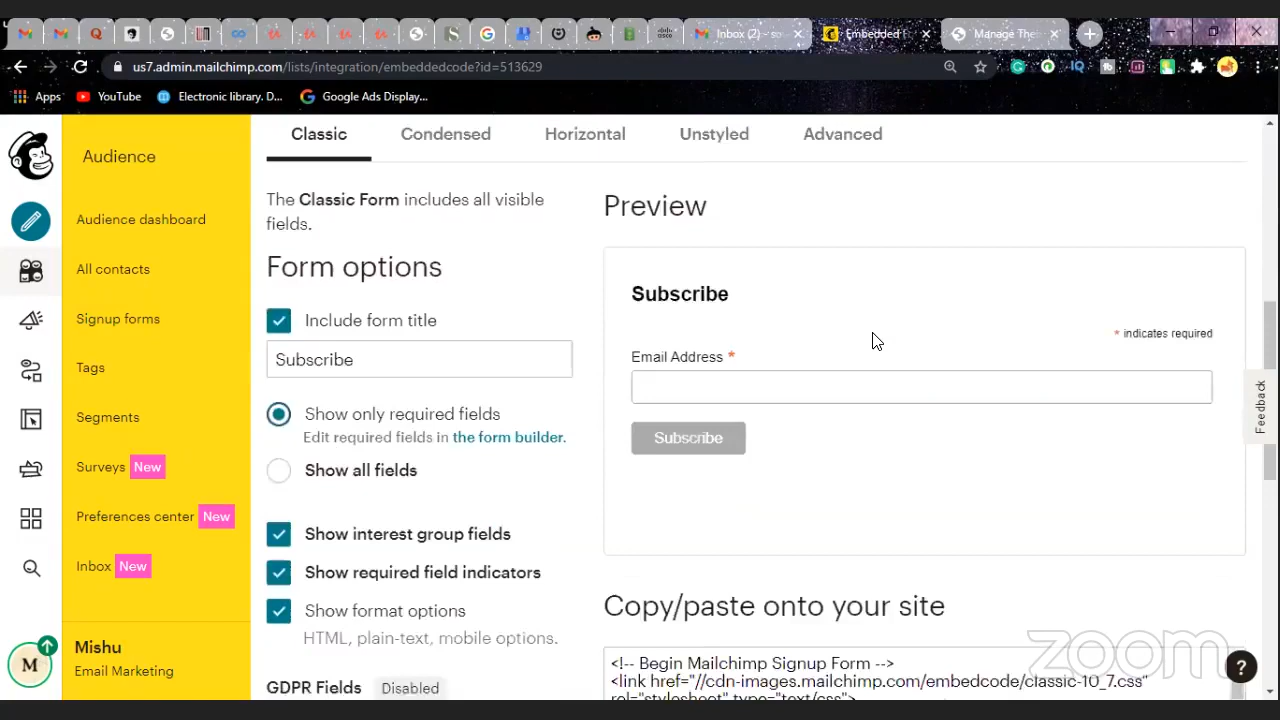 Inbox (2) - so
Embedded F
Manage The
us7.admin.mailchimp.com/lists/integration/embeddedcode?id=513629
Apps
YouTube
Electronic library. D...
Google Ads Display...
Audience
Audience dashboard
All contacts
Signup forms
Tags
Segments
Surveys New
Preferences center New
Inbox New
Mishu
Email Marketing
M
Classic
Condensed
Horizontal
Unstyled
Advanced
The Classic Form includes all visible
fields.
Form options
Include form title
Subscribe
Show only required fields
Edit required fields in the form builder.
Show all fields
Show interest group fields
Show required field indicators
Show format options
HTML, plain-text, mobile options.
GDPR Fields Disabled
Preview
Subscribe
* indicates required
Email Address *
Subscribe
Copy/paste onto your site
<!-- Begin Mailchimp Signup Form -->
<link href="//cdn-images.mailchimp.com/embedcode/classic-10_7.css"
rel="stylesheet" type="text/css">
Feedback
zoom
?